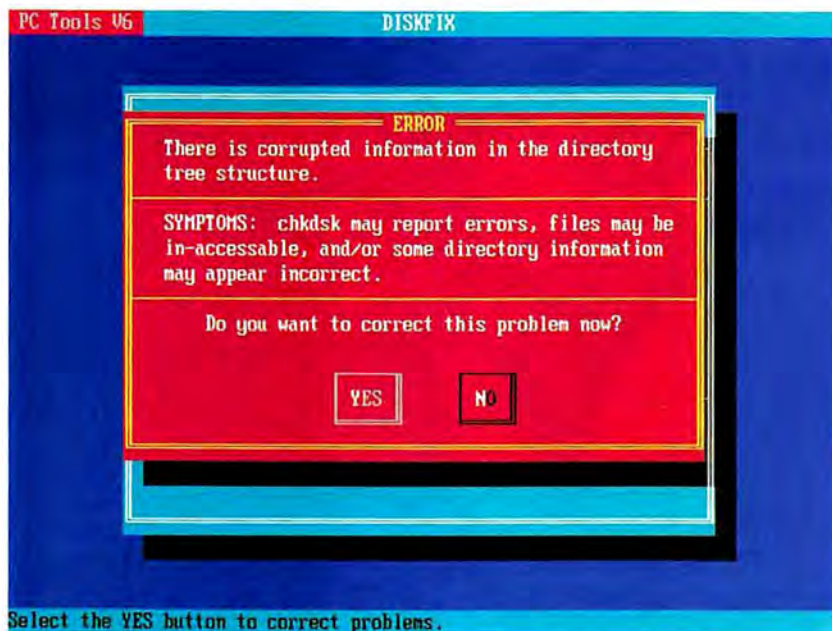 PC Tools V6 DISKFIX
ERROR
There is corrupted information in the directory
tree structure.
SYMPTOMS: chkdsk may report errors, files may be
in-accessable, and/or some directory information
may appear incorrect.
Do you want to correct this problem now?
YES NO
Select the YES button to correct problems.